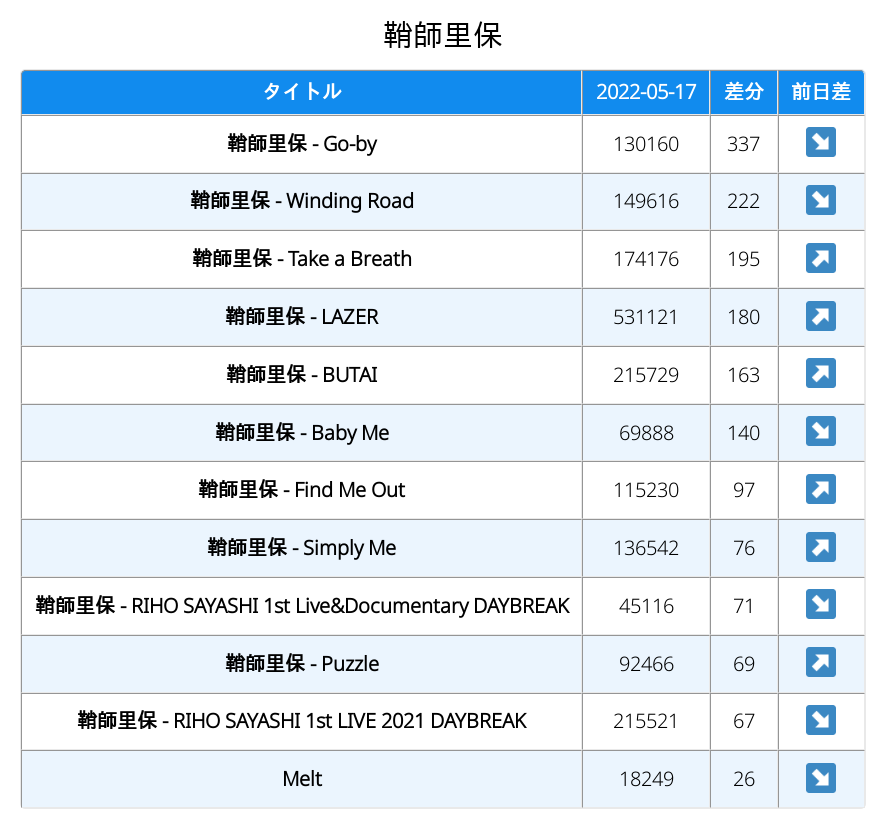 鞘師里保
タイトル 2022-05-17 差分 前日差
鞘師里保 - Go-by 130160 337 ↘
鞘師里保 - Winding Road 149616 222 ↘
鞘師里保 - Take a Breath 174176 195 ↗
鞘師里保 - LAZER 531121 180 ↗
鞘師里保 - BUTAI 215729 163 ↗
鞘師里保 - Baby Me 69888 140 ↘
鞘師里保 - Find Me Out 115230 97 ↗
鞘師里保 - Simply Me 136542 76 ↗
鞘師里保 - RIHO SAYASHI 1st Live&Documentary DAYBREAK 45116 71 ↘
鞘師里保 - Puzzle 92466 69 ↗
鞘師里保 - RIHO SAYASHI 1st LIVE 2021 DAYBREAK 215521 67 ↘
Melt 18249 26 ↘